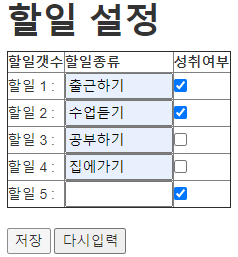 할일 설정
할일갯수 할일종류 성취여부
할일 1 : 출근하기
할일 2 : 수업듣기
할일 3 : 공부하기
할일 4 : 집에가기
할일 5 :
저장 다시입력